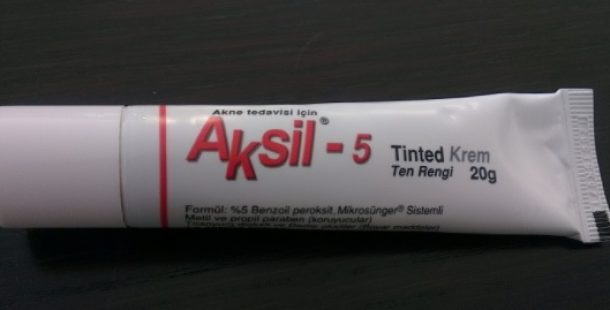 Akne tedavisi için
Aksil® - 5
Tinted Krem
Ten Rengi 20g
Formül: %5 Benzoil peroksit, Mikrosünger® Sistemli
Metil ve propil paraben (koruyucular)